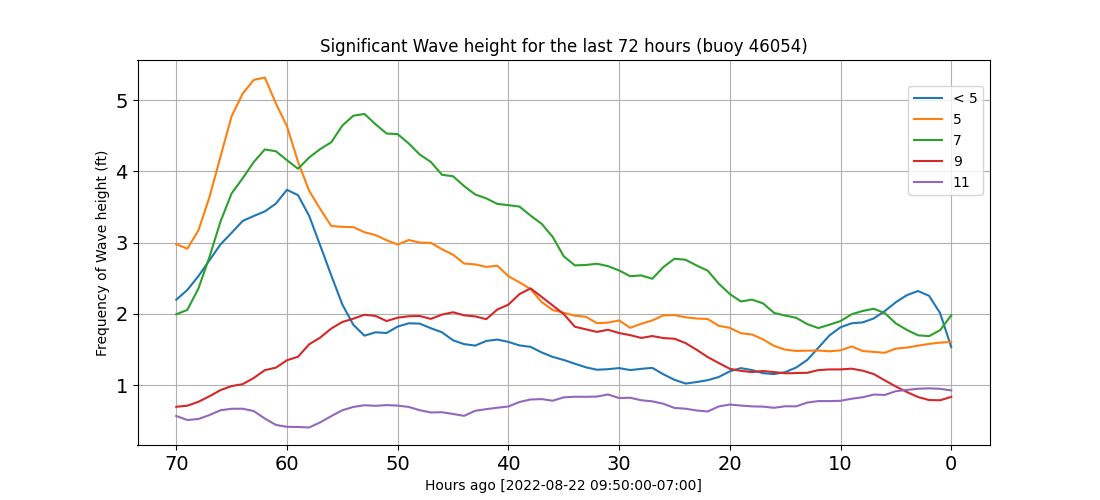 Significant Wave height for the last 72 hours (buoy 46054)
Frequency of Wave height (ft)
5
4
3
2
1
< 5
5
7
9
11
70 60 50 40 30 20 10 0
Hours ago [2022-08-22 09:50:00-07:00]